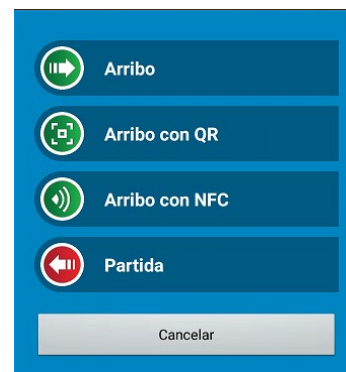 Arribo
Arribo con QR
Arribo con NFC
Partida
Cancelar